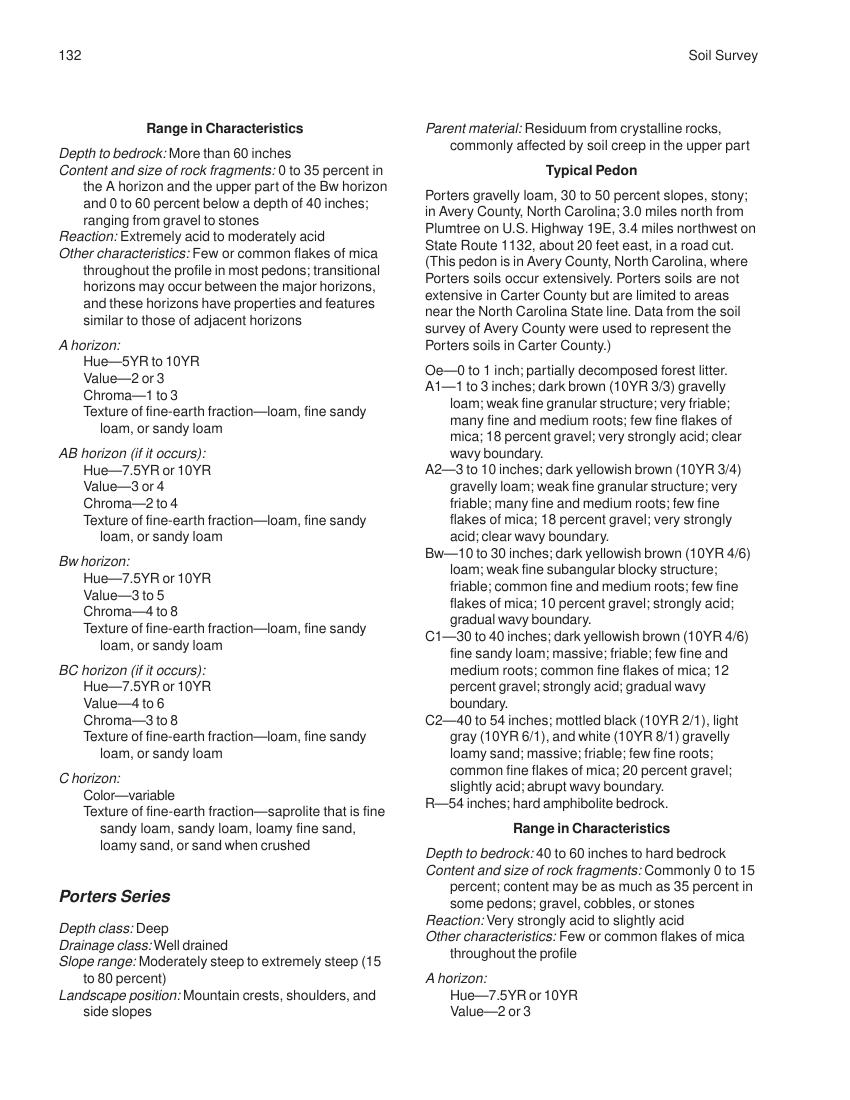 132
Soil Survey
Range in Characteristics
Depth to bedrock: More than 60 inches
Content and size of rock fragments: 0 to 35 percent in
the A horizon and the upper part of the Bw horizon
and 0 to 60 percent below a depth of 40 inches;
ranging from gravel to stones
Reaction: Extremely acid to moderately acid
Other characteristics: Few or common flakes of mica
throughout the profile in most pedons; transitional
horizons may occur between the major horizons,
and these horizons have properties and features
similar to those of adjacent horizons
A horizon:
Hue—5YR to 10YR
Value—2 or 3
Chroma—1 to 3
Texture of fine-earth fraction—loam, fine sandy
loam, or sandy loam
AB horizon (if it occurs):
Hue—7.5YR or 10YR
Value—3 or 4
Chroma—2 to 4
Texture of fine-earth fraction—loam, fine sandy
loam, or sandy loam
Bw horizon:
Hue—7.5YR or 10YR
Value—3 to 5
Chroma—4 to 8
Texture of fine-earth fraction—loam, fine sandy
loam, or sandy loam
BC horizon (if it occurs):
Hue—7.5YR or 10YR
Value—4 to 6
Chroma—3 to 8
Texture of fine-earth fraction—loam, fine sandy
loam, or sandy loam
C horizon:
Color—variable
Texture of fine-earth fraction—saprolite that is fine
sandy loam, sandy loam, loamy fine sand,
loamy sand, or sand when crushed
Porters Series
Depth class: Deep
Drainage class: Well drained
Slope range: Moderately steep to extremely steep (15
to 80 percent)
Landscape position: Mountain crests, shoulders, and
side slopes
Parent material: Residuum from crystalline rocks,
commonly affected by soil creep in the upper part
Typical Pedon
Porters gravelly loam, 30 to 50 percent slopes, stony;
in Avery County, North Carolina; 3.0 miles north from
Plumtree on U.S. Highway 19E, 3.4 miles northwest on
State Route 1132, about 20 feet east, in a road cut.
(This pedon is in Avery County, North Carolina, where
Porters soils occur extensively. Porters soils are not
extensive in Carter County but are limited to areas
near the North Carolina State line. Data from the soil
survey of Avery County were used to represent the
Porters soils in Carter County.)
Oe—0 to 1 inch; partially decomposed forest litter.
A1—1 to 3 inches; dark brown (10YR 3/3) gravelly
loam; weak fine granular structure; very friable;
many fine and medium roots; few fine flakes of
mica; 18 percent gravel; very strongly acid; clear
wavy boundary.
A2—3 to 10 inches; dark yellowish brown (10YR 3/4)
gravelly loam; weak fine granular structure; very
friable; many fine and medium roots; few fine
flakes of mica; 18 percent gravel; very strongly
acid; clear wavy boundary.
Bw—10 to 30 inches; dark yellowish brown (10YR 4/6)
loam; weak fine subangular blocky structure;
friable; common fine and medium roots; few fine
flakes of mica; 10 percent gravel; strongly acid;
gradual wavy boundary.
C1—30 to 40 inches; dark yellowish brown (10YR 4/6)
fine sandy loam; massive; friable; few fine and
medium roots; common fine flakes of mica; 12
percent gravel; strongly acid; gradual wavy
boundary.
C2—40 to 54 inches; mottled black (10YR 2/1), light
gray (10YR 6/1), and white (10YR 8/1) gravelly
loamy sand; massive; friable; few fine roots;
common fine flakes of mica; 20 percent gravel;
slightly acid; abrupt wavy boundary.
R—54 inches; hard amphibolite bedrock.
Range in Characteristics
Depth to bedrock: 40 to 60 inches to hard bedrock
Content and size of rock fragments: Commonly 0 to 15
percent; content may be as much as 35 percent in
some pedons; gravel, cobbles, or stones
Reaction: Very strongly acid to slightly acid
Other characteristics: Few or common flakes of mica
throughout the profile
A horizon:
Hue—7.5YR or 10YR
Value—2 or 3